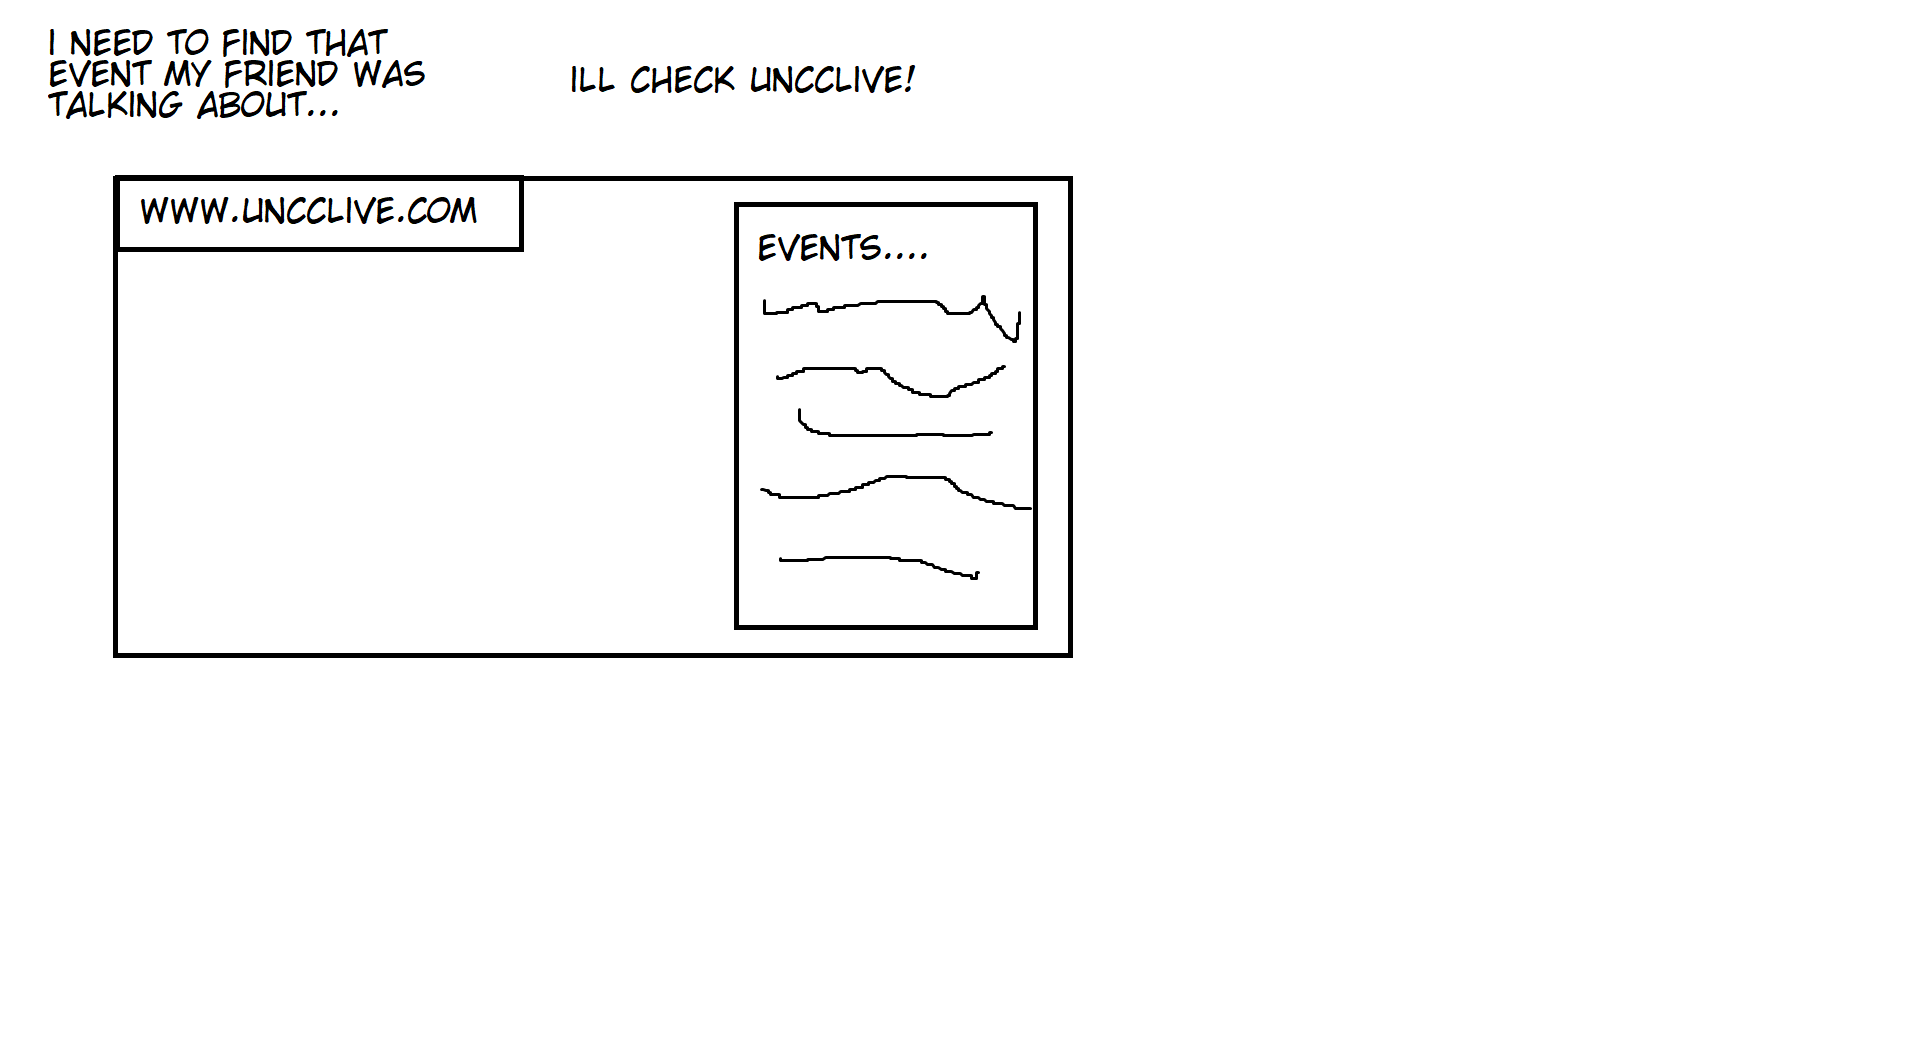 I NEED TO FIND THAT
EVENT MY FRIEND WAS
TALKING ABOUT...
ILL CHECK UNCCLIVE!
WWW.UNCCLIVE.COM
EVENTS....